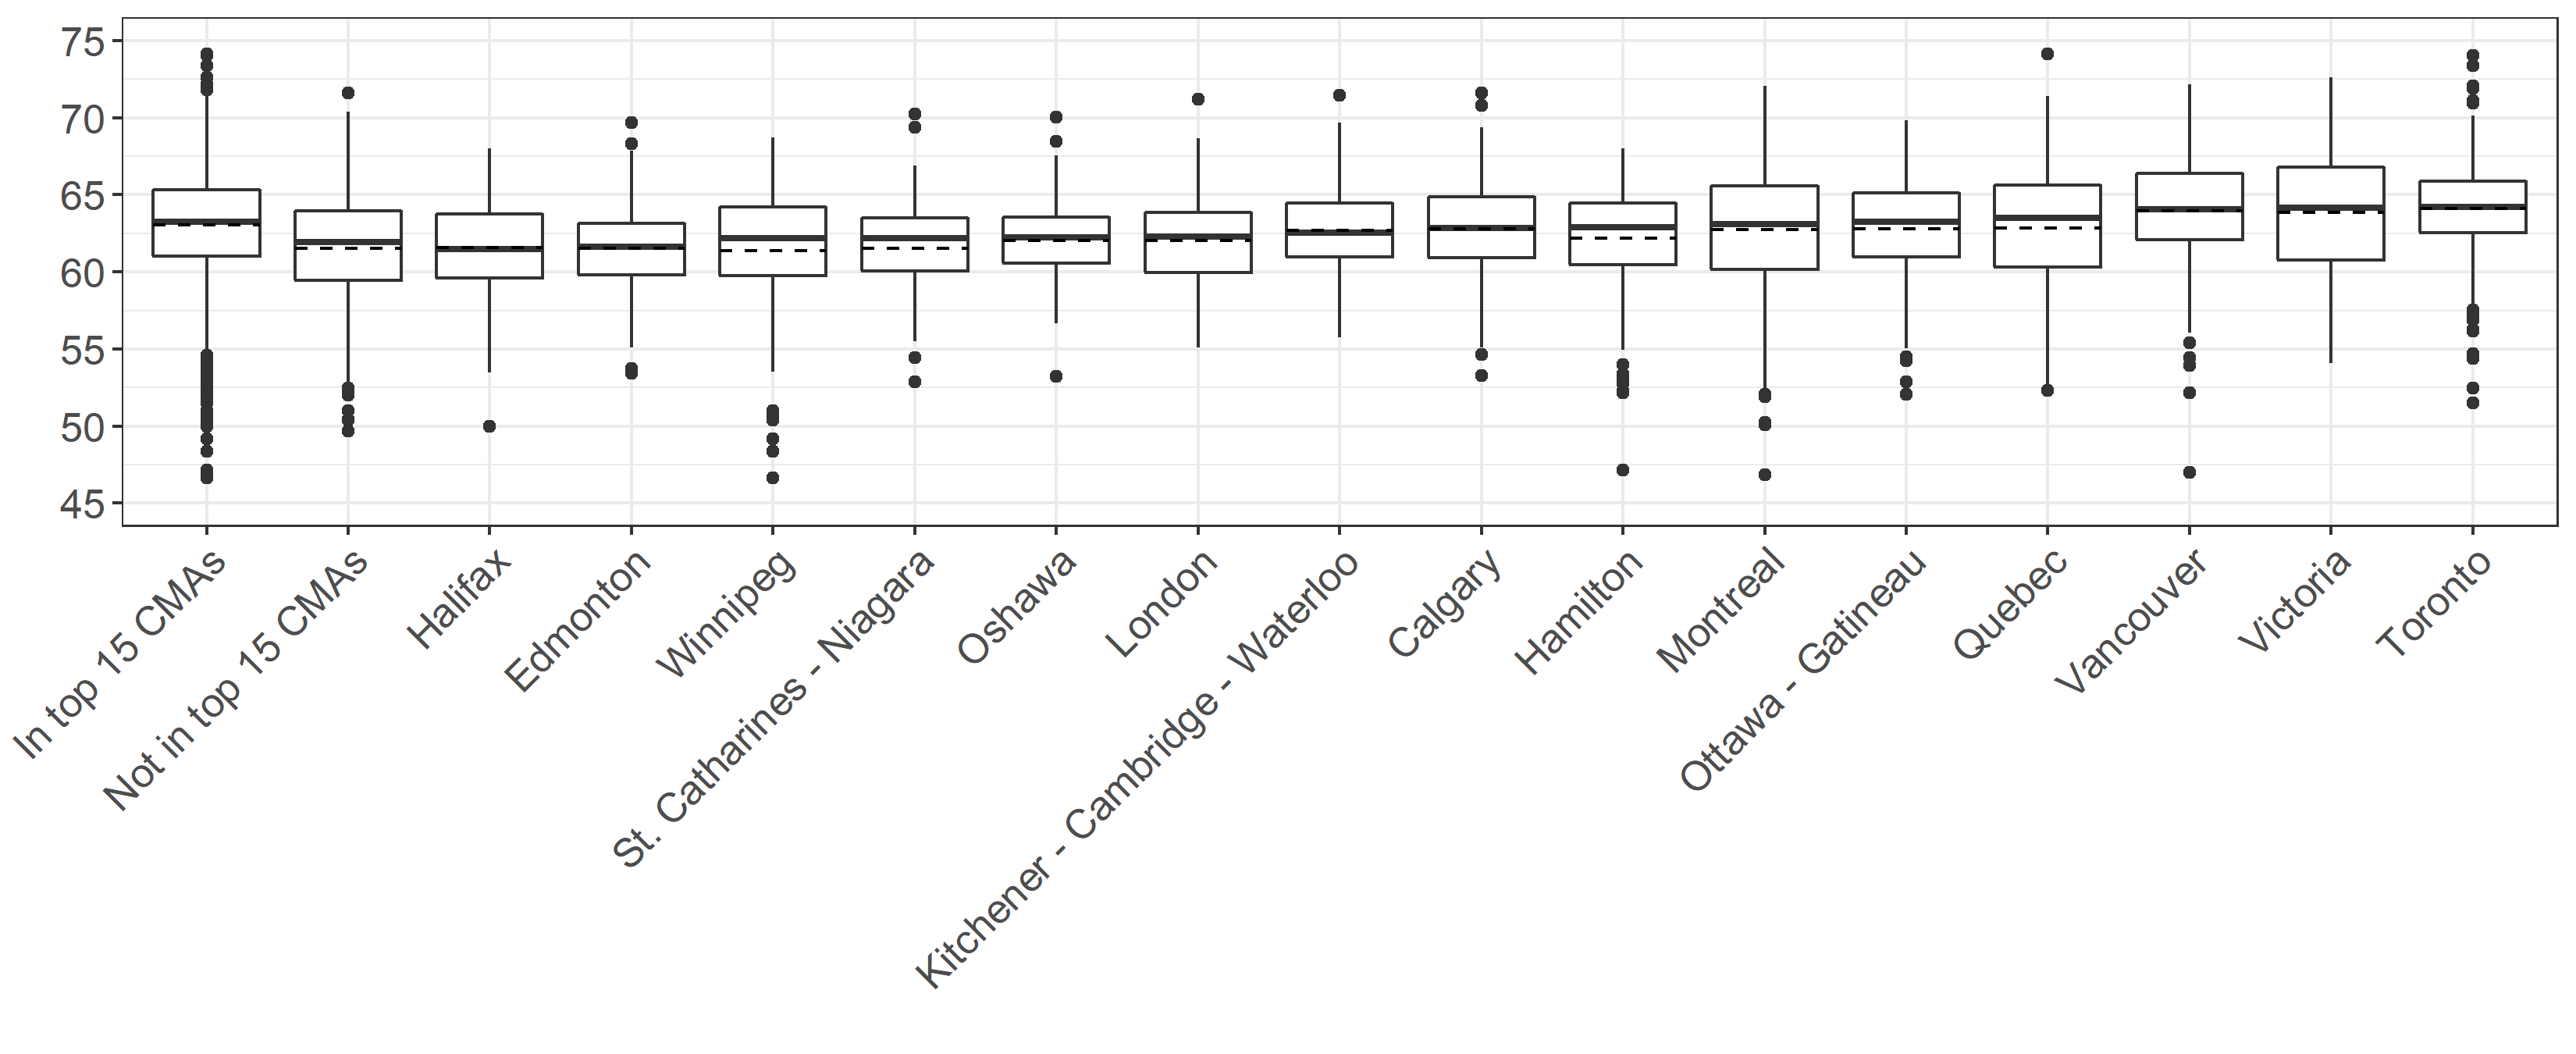 75
70
65
60
55
50
45
In top 15 CMAs
Not in top 15 CMAs
Halifax
Edmonton
Winnipeg
St. Catharines - Niagara
Oshawa
London
Kitchener - Cambridge - Waterloo
Calgary
Hamilton
Montreal
Ottawa - Gatineau
Quebec
Vancouver
Victoria
Toronto